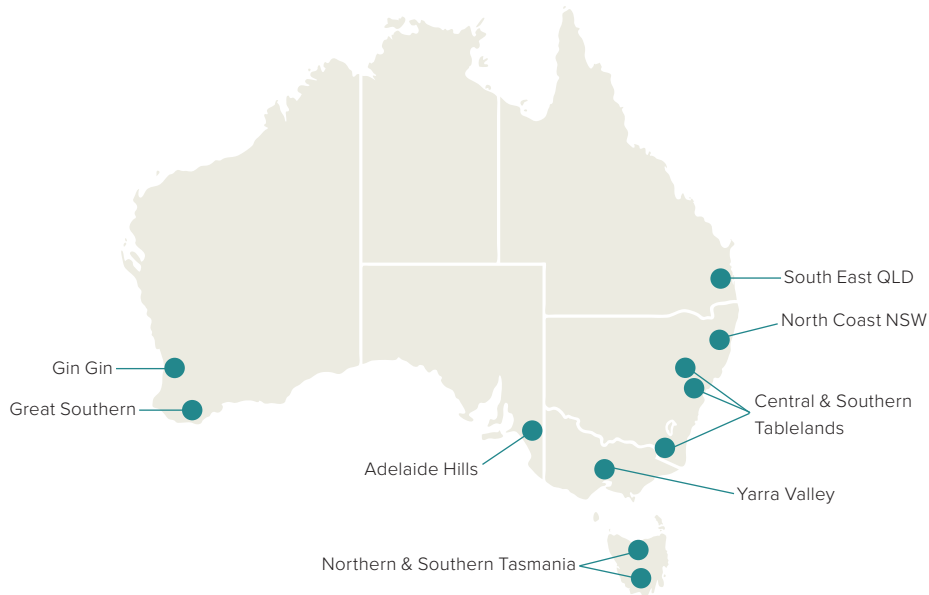 South East QLD
North Coast NSW
Gin Gin
Great Southern
Central & Southern
Tablelands
Adelaide Hills
Yarra Valley
Northern & Southern Tasmania